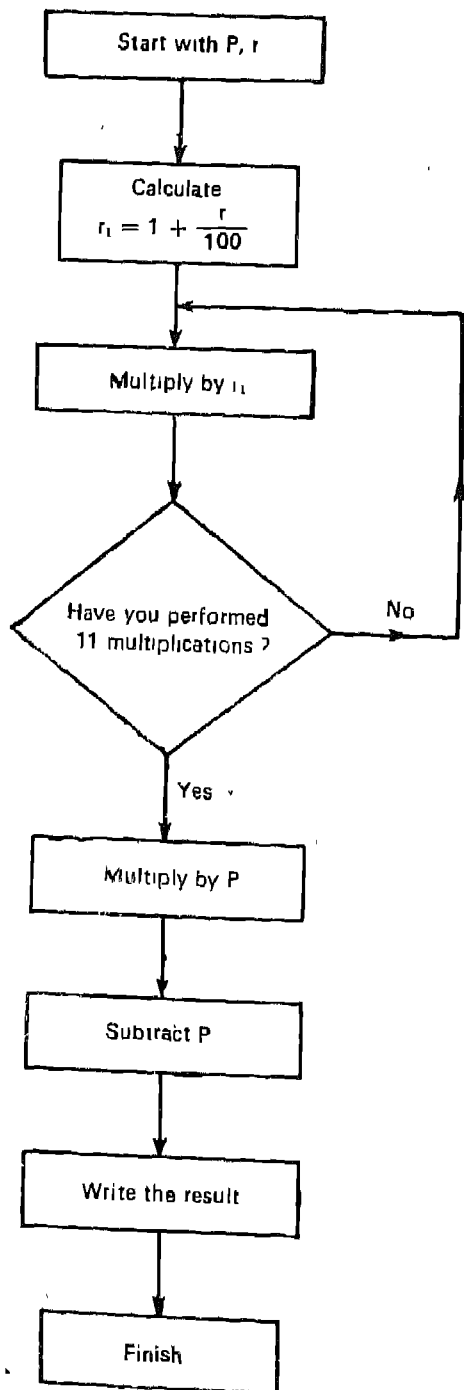 Start with P, r
Calculate
r₁ = 1 + r/100
Multiply by r₁
Have you performed
11 multiplications ?
No
Yes
Multiply by P
Subtract P
Write the result
Finish